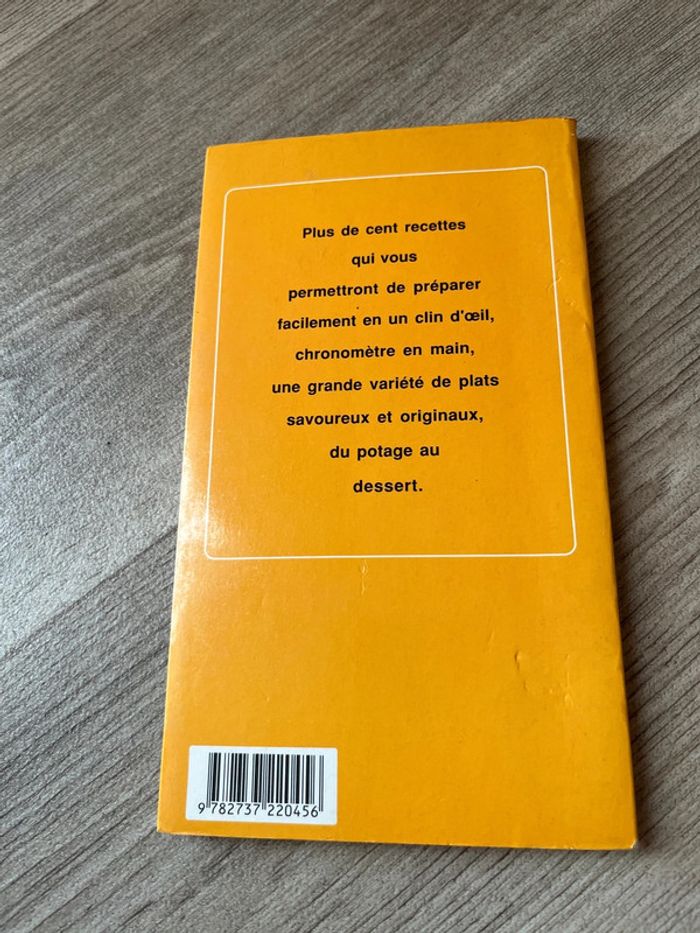 Plus de cent recettes
qui vous
permettront de préparer
facilement en un clin d'œil,
chronomètre en main,
une grande variété de plats
savoureux et originaux,
du potage au
dessert.
9 782737 220456